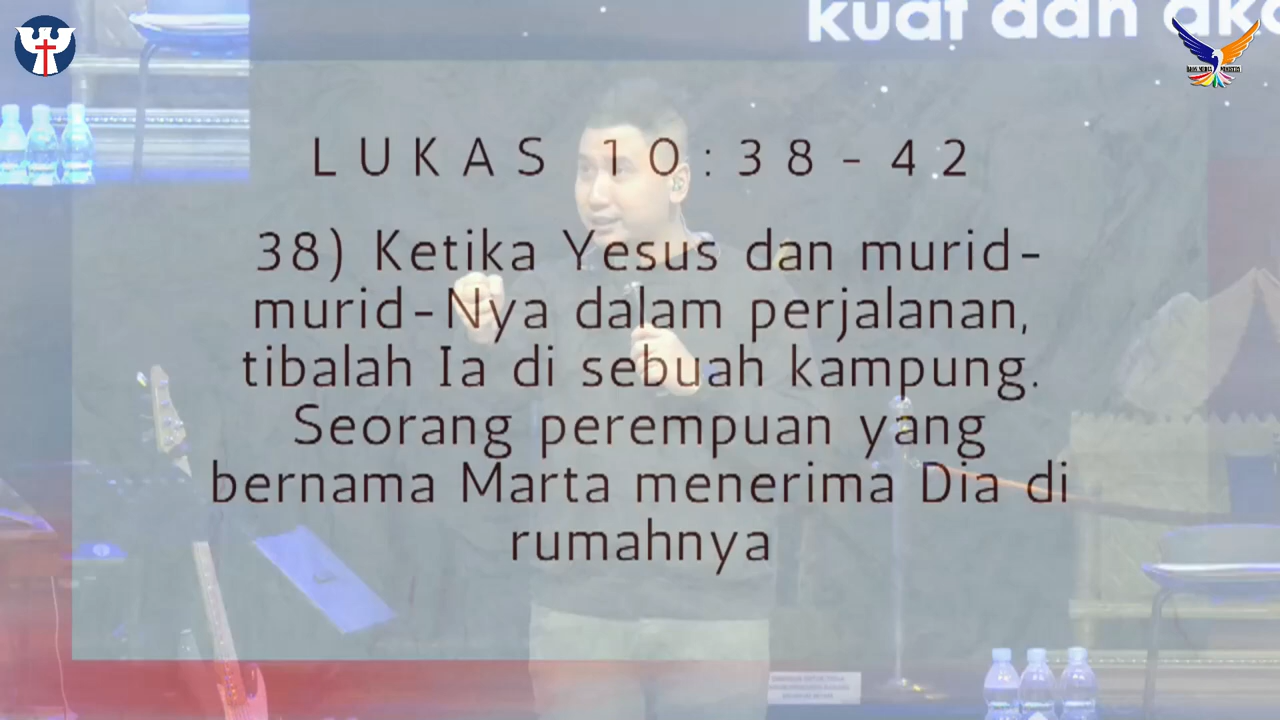 kuat dan
LUKAS 10:38-42
38) Ketika Yesus dan murid-
murid-Nya dalam perjalanan,
tibalah Ia di sebuah kampung.
Seorang perempuan yang
bernama Marta menerima Dia di
rumahnya